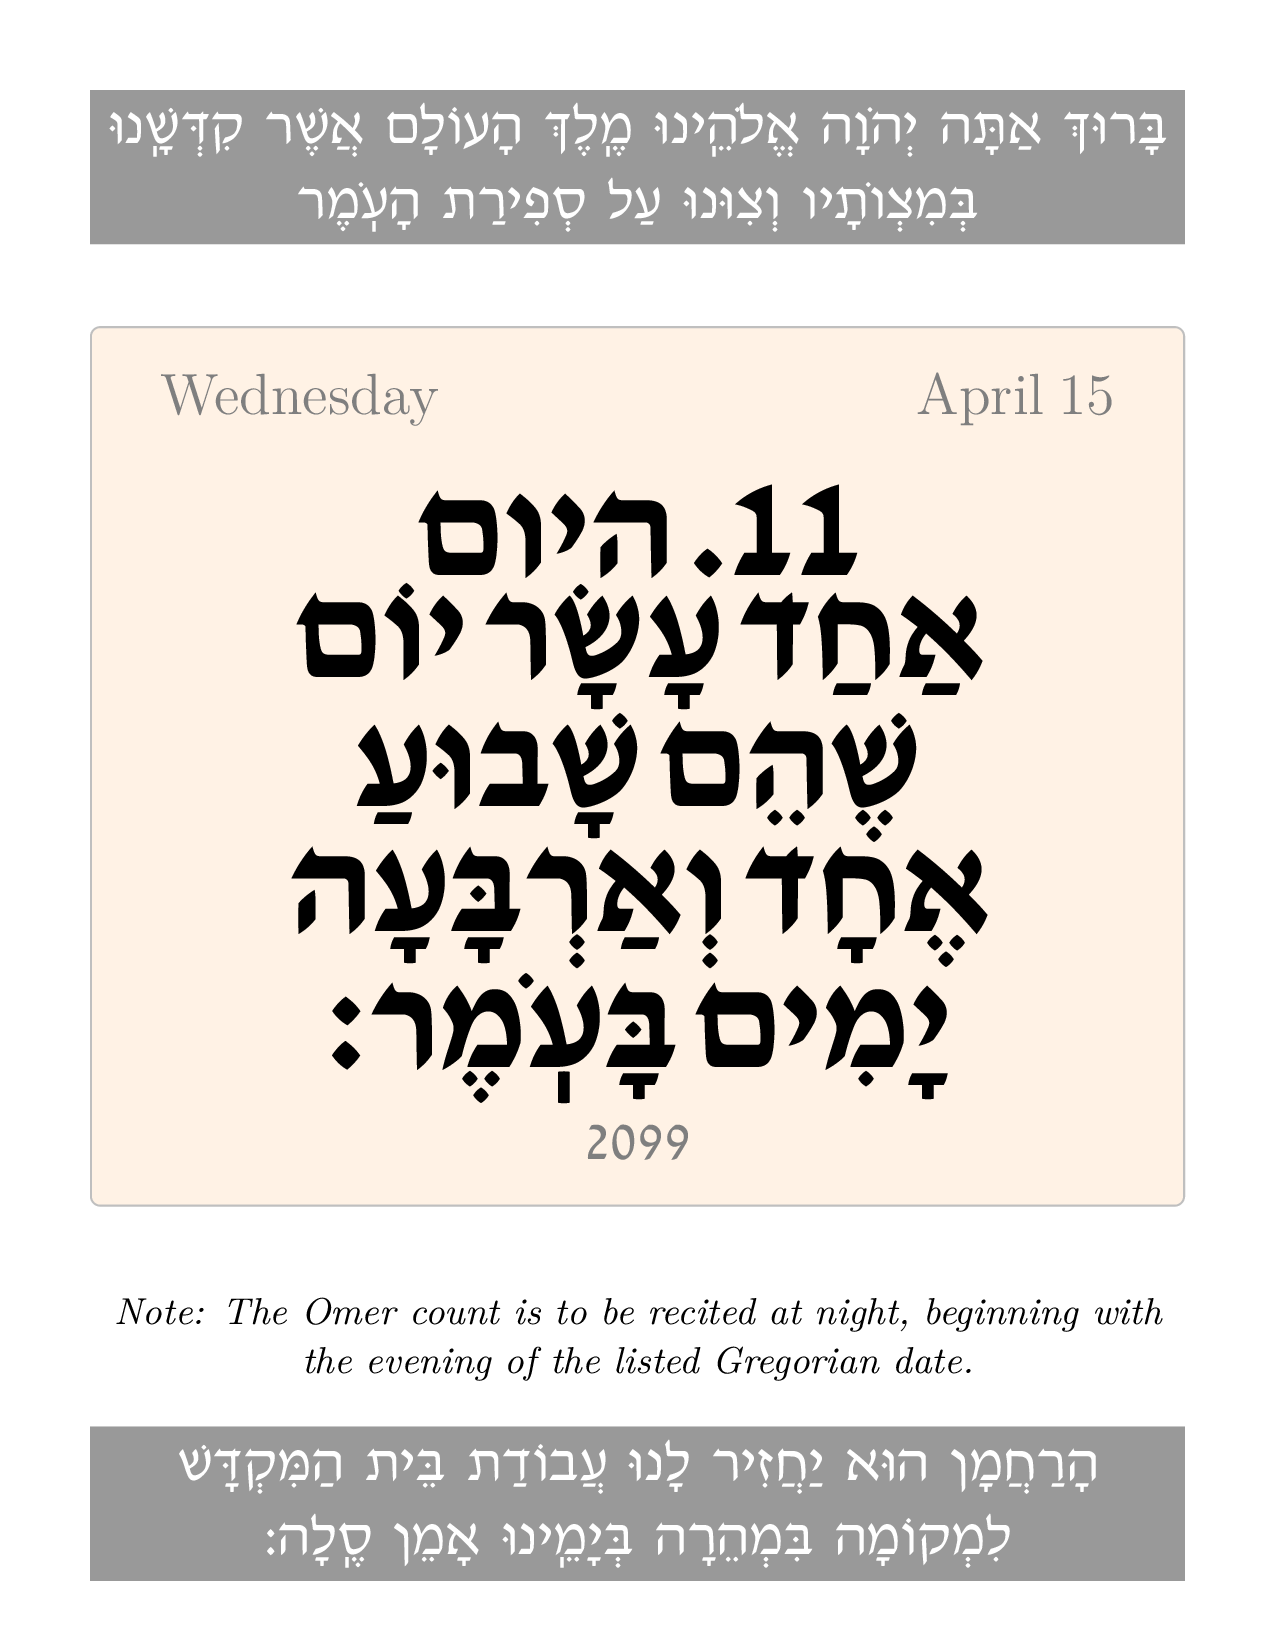 בָּרוּךְ אַתָּה יְהֹוָה אֱלֹהֵֽינוּ מֶֽלֶךְ הָעוֹלָם אֲשֶׁר קִדְּשָֽׁנוּ
בְּמִצְוֹתָיו וְצִוּנוּ עַל סְפִירַת הָעֹֽמֶר
Wednesday April 15
11. היום
אַחַד עָשָׂר יוֹם
שֶׁהֵם שָׁבוּעַ
אֶחָד וְאַרְבָּעָה
יָמִים בָּעֹֽמֶר:
2099
Note: The Omer count is to be recited at night, beginning with
the evening of the listed Gregorian date.
הָרַחֲמָן הוּא יַחֲזִיר לָנוּ עֲבוֹדַת בֵּית הַמִּקְדָּשׁ
לִמְקוֹמָהּ בִּמְהֵרָה בְּיָמֵֽינוּ אָמֵן סֶֽלָה: